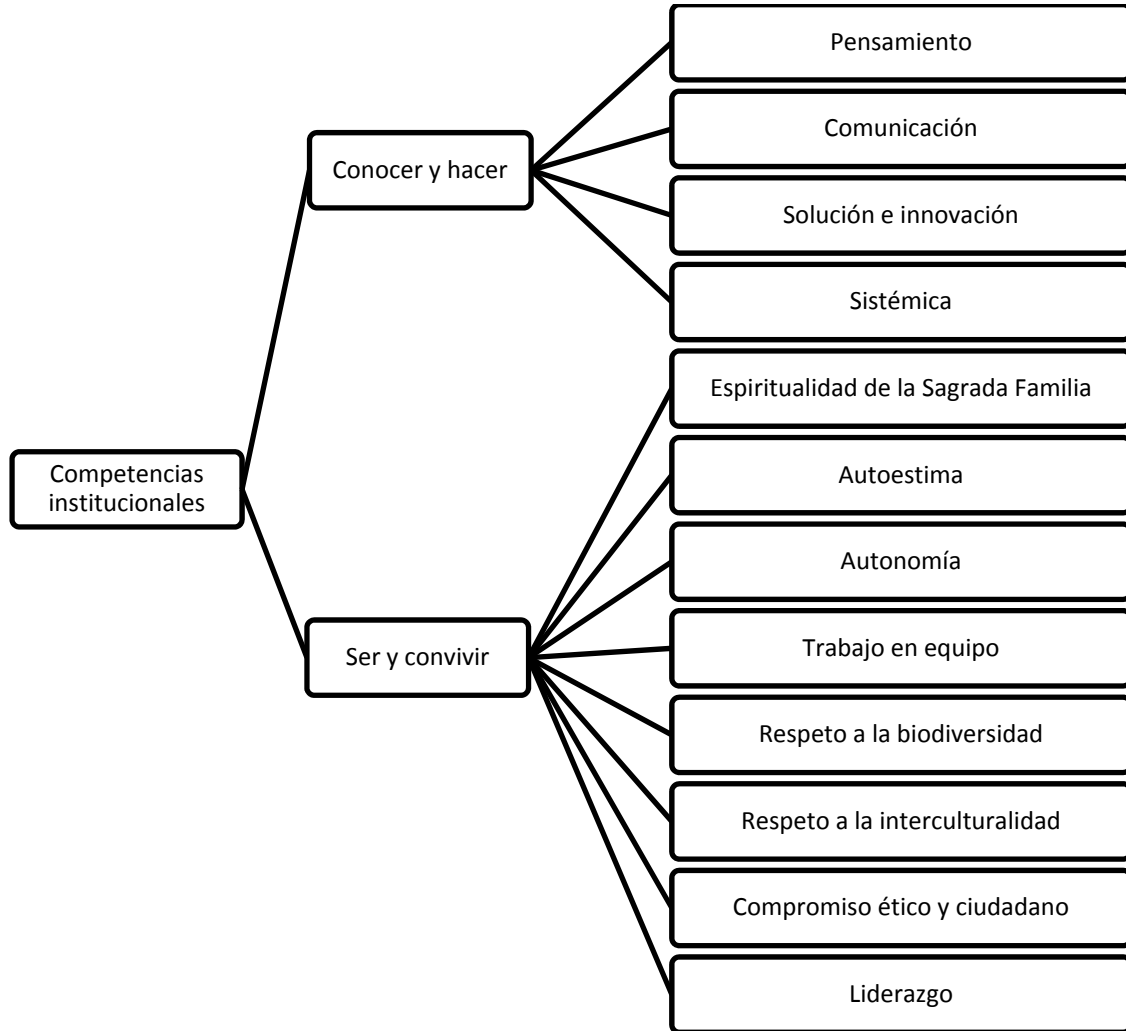 Pensamiento
Comunicación
Conocer y hacer
Solución e innovación
Sistémica
Espiritualidad de la Sagrada Familia
Competencias
institucionales
Autoestima
Autonomía
Ser y convivir
Trabajo en equipo
Respeto a la biodiversidad
Respeto a la interculturalidad
Compromiso ético y ciudadano
Liderazgo